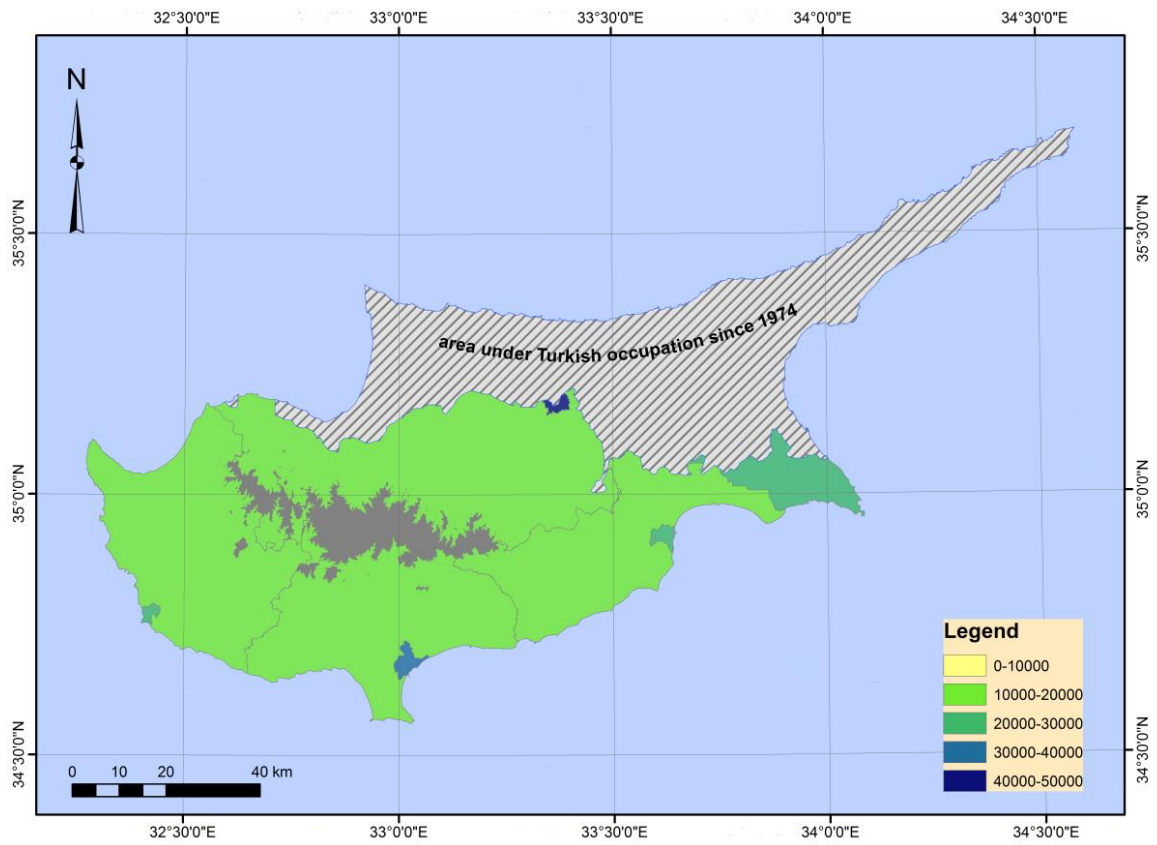 32°30'0"E 33°0'0"E 33°30'0"E 34°0'0"E 34°30'0"E
N
35°30'0"N
35°30'0"N
area under Turkish occupation since 1974
35°0'0"N
35°0'0"N
Legend
0-10000
10000-20000
20000-30000
30000-40000
40000-50000
34°30'0"N
34°30'0"N
0 10 20 40 km
32°30'0"E 33°0'0"E 33°30'0"E 34°0'0"E 34°30'0"E